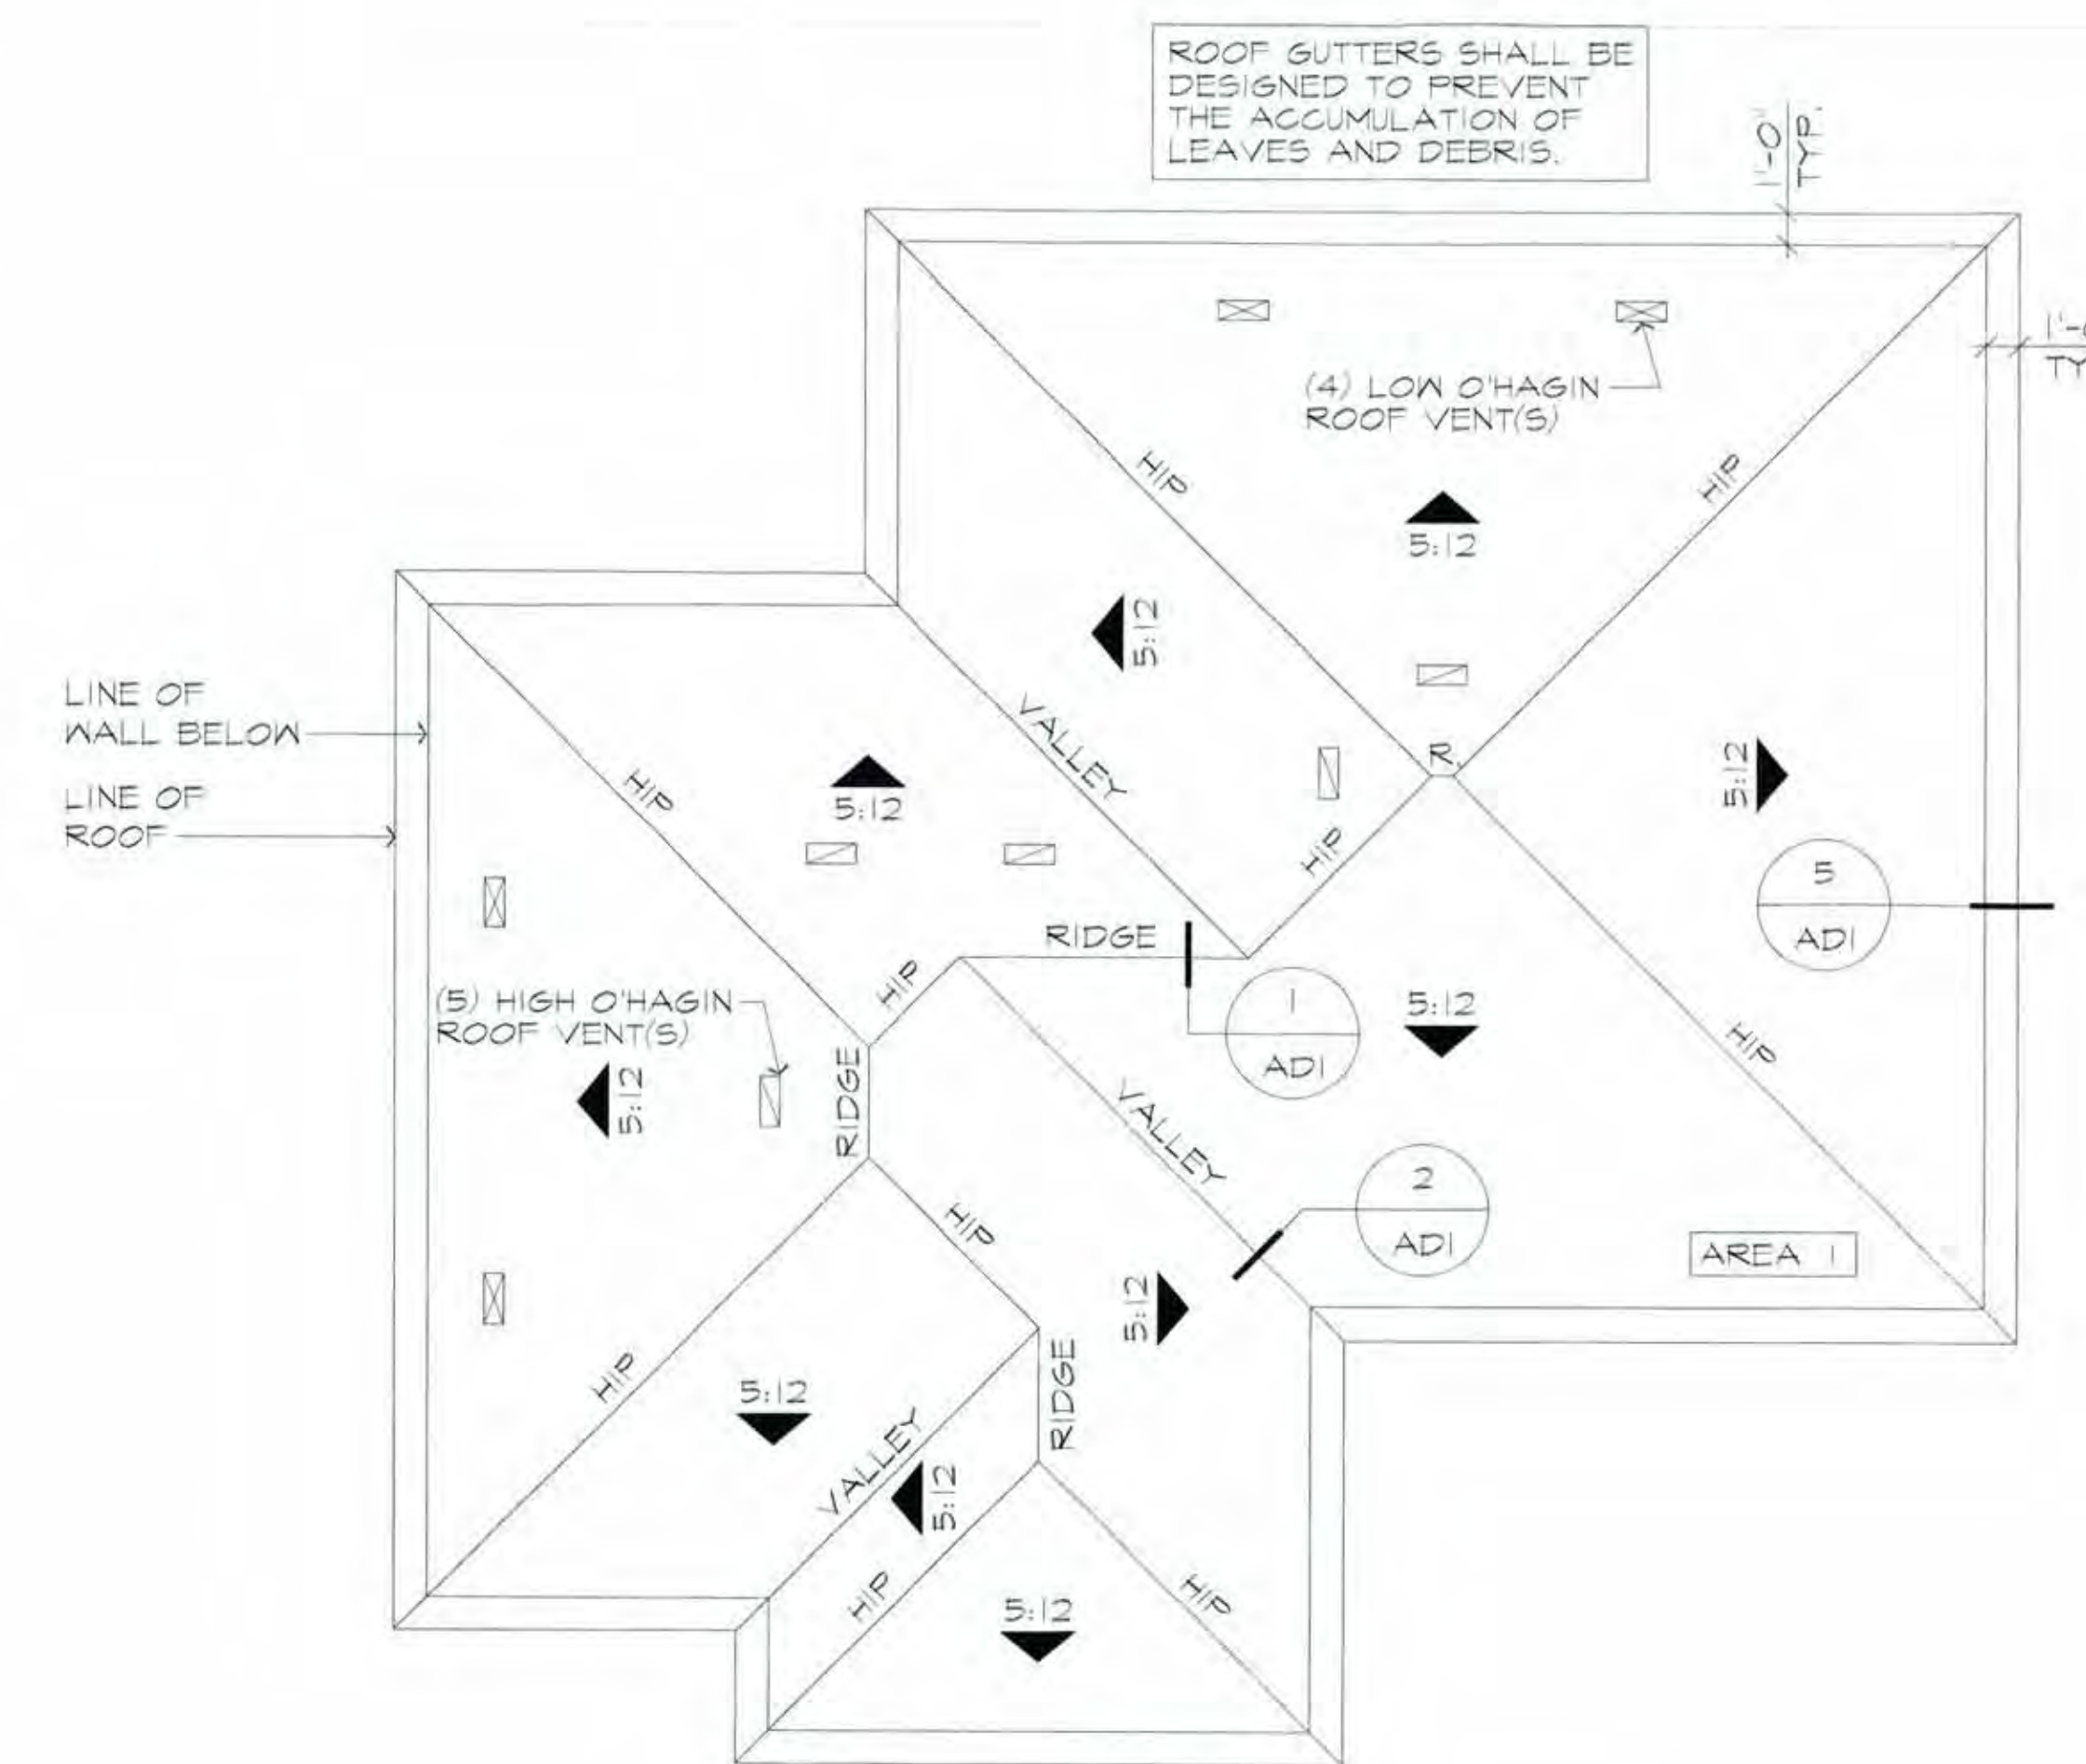 ROOF GUTTERS SHALL BE
DESIGNED TO PREVENT
THE ACCUMULATION OF
LEAVES AND DEBRIS.
1'-0"
TYP.
(4) LOW O'HAGIN
ROOF VENT(S)
HIP
HIP
5:12
5:12
LINE OF
WALL BELOW
LINE OF
ROOF
HIP
VALLEY
R.
5:12
5:12
HIP
5
AD1
RIDGE
HIP
(5) HIGH O'HAGIN
ROOF VENT(S)
1
AD1
5:12
HIP
5:12
RIDGE
VALLEY
2
AD1
HIP
AREA 1
5:12
HIP
5:12
RIDGE
VALLEY
5:12
HIP
HIP
5:12